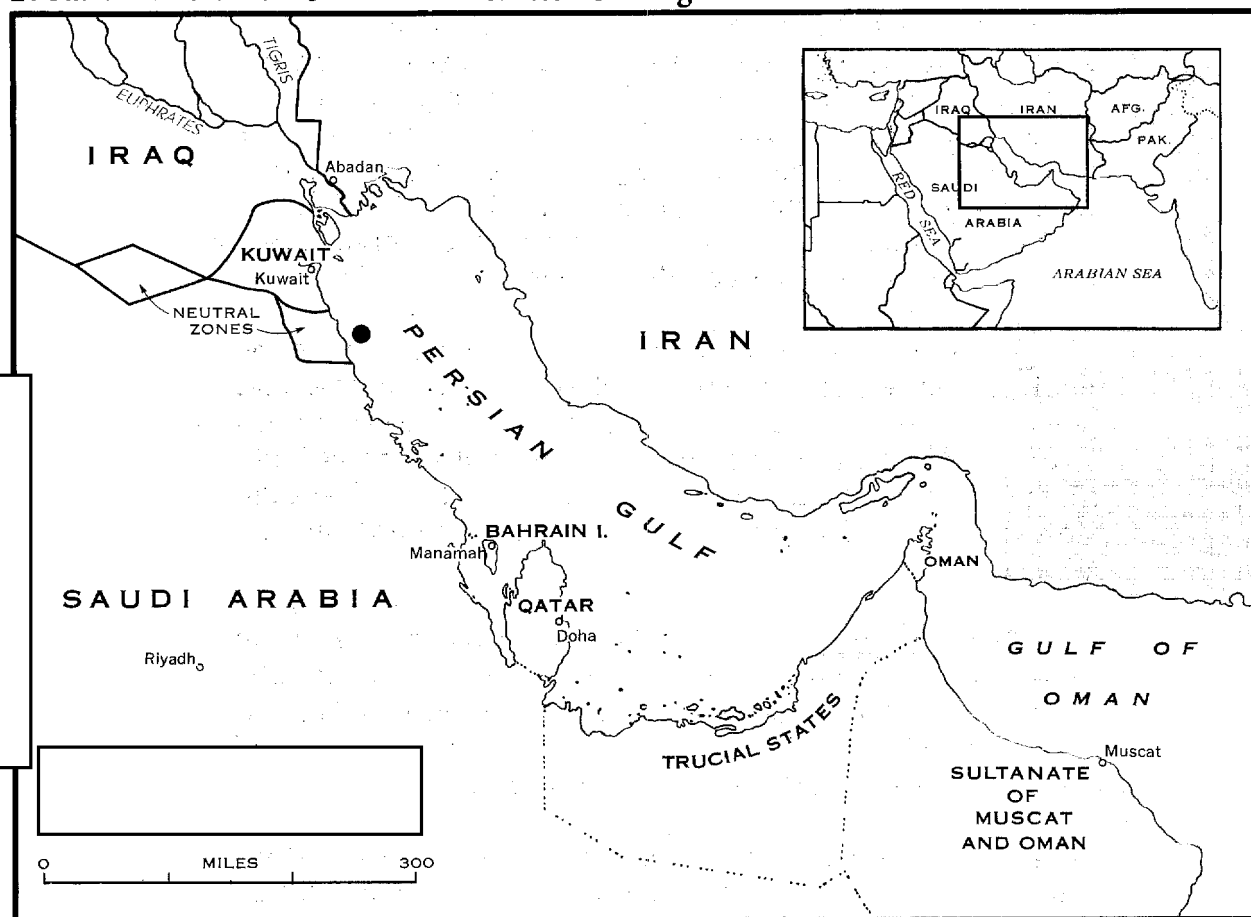 TIGRIS
EUPHRATES
IRAQ
Abadan
KUWAIT
Kuwait
NEUTRAL
ZONES
PERSIAN
GULF
IRAN
BAHRAIN I.
Manamah
QATAR
Doha
SAUDI ARABIA
Riyadh
OMAN
GULF OF
OMAN
TRUCIAL STATES
Muscat
SULTANATE
OF
MUSCAT
AND OMAN
0 MILES 300
IRAQ
IRAN
AFG.
PAK.
RED
SEA
SAUDI
ARABIA
ARABIAN SEA